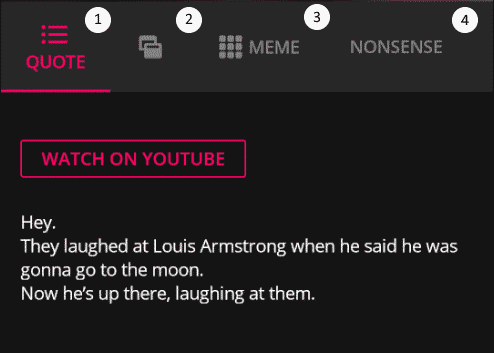 1
2
3
4
QUOTE
MEME
NONSENSE
WATCH ON YOUTUBE
Hey.
They laughed at Louis Armstrong when he said he was
gonna go to the moon.
Now he’s up there, laughing at them.